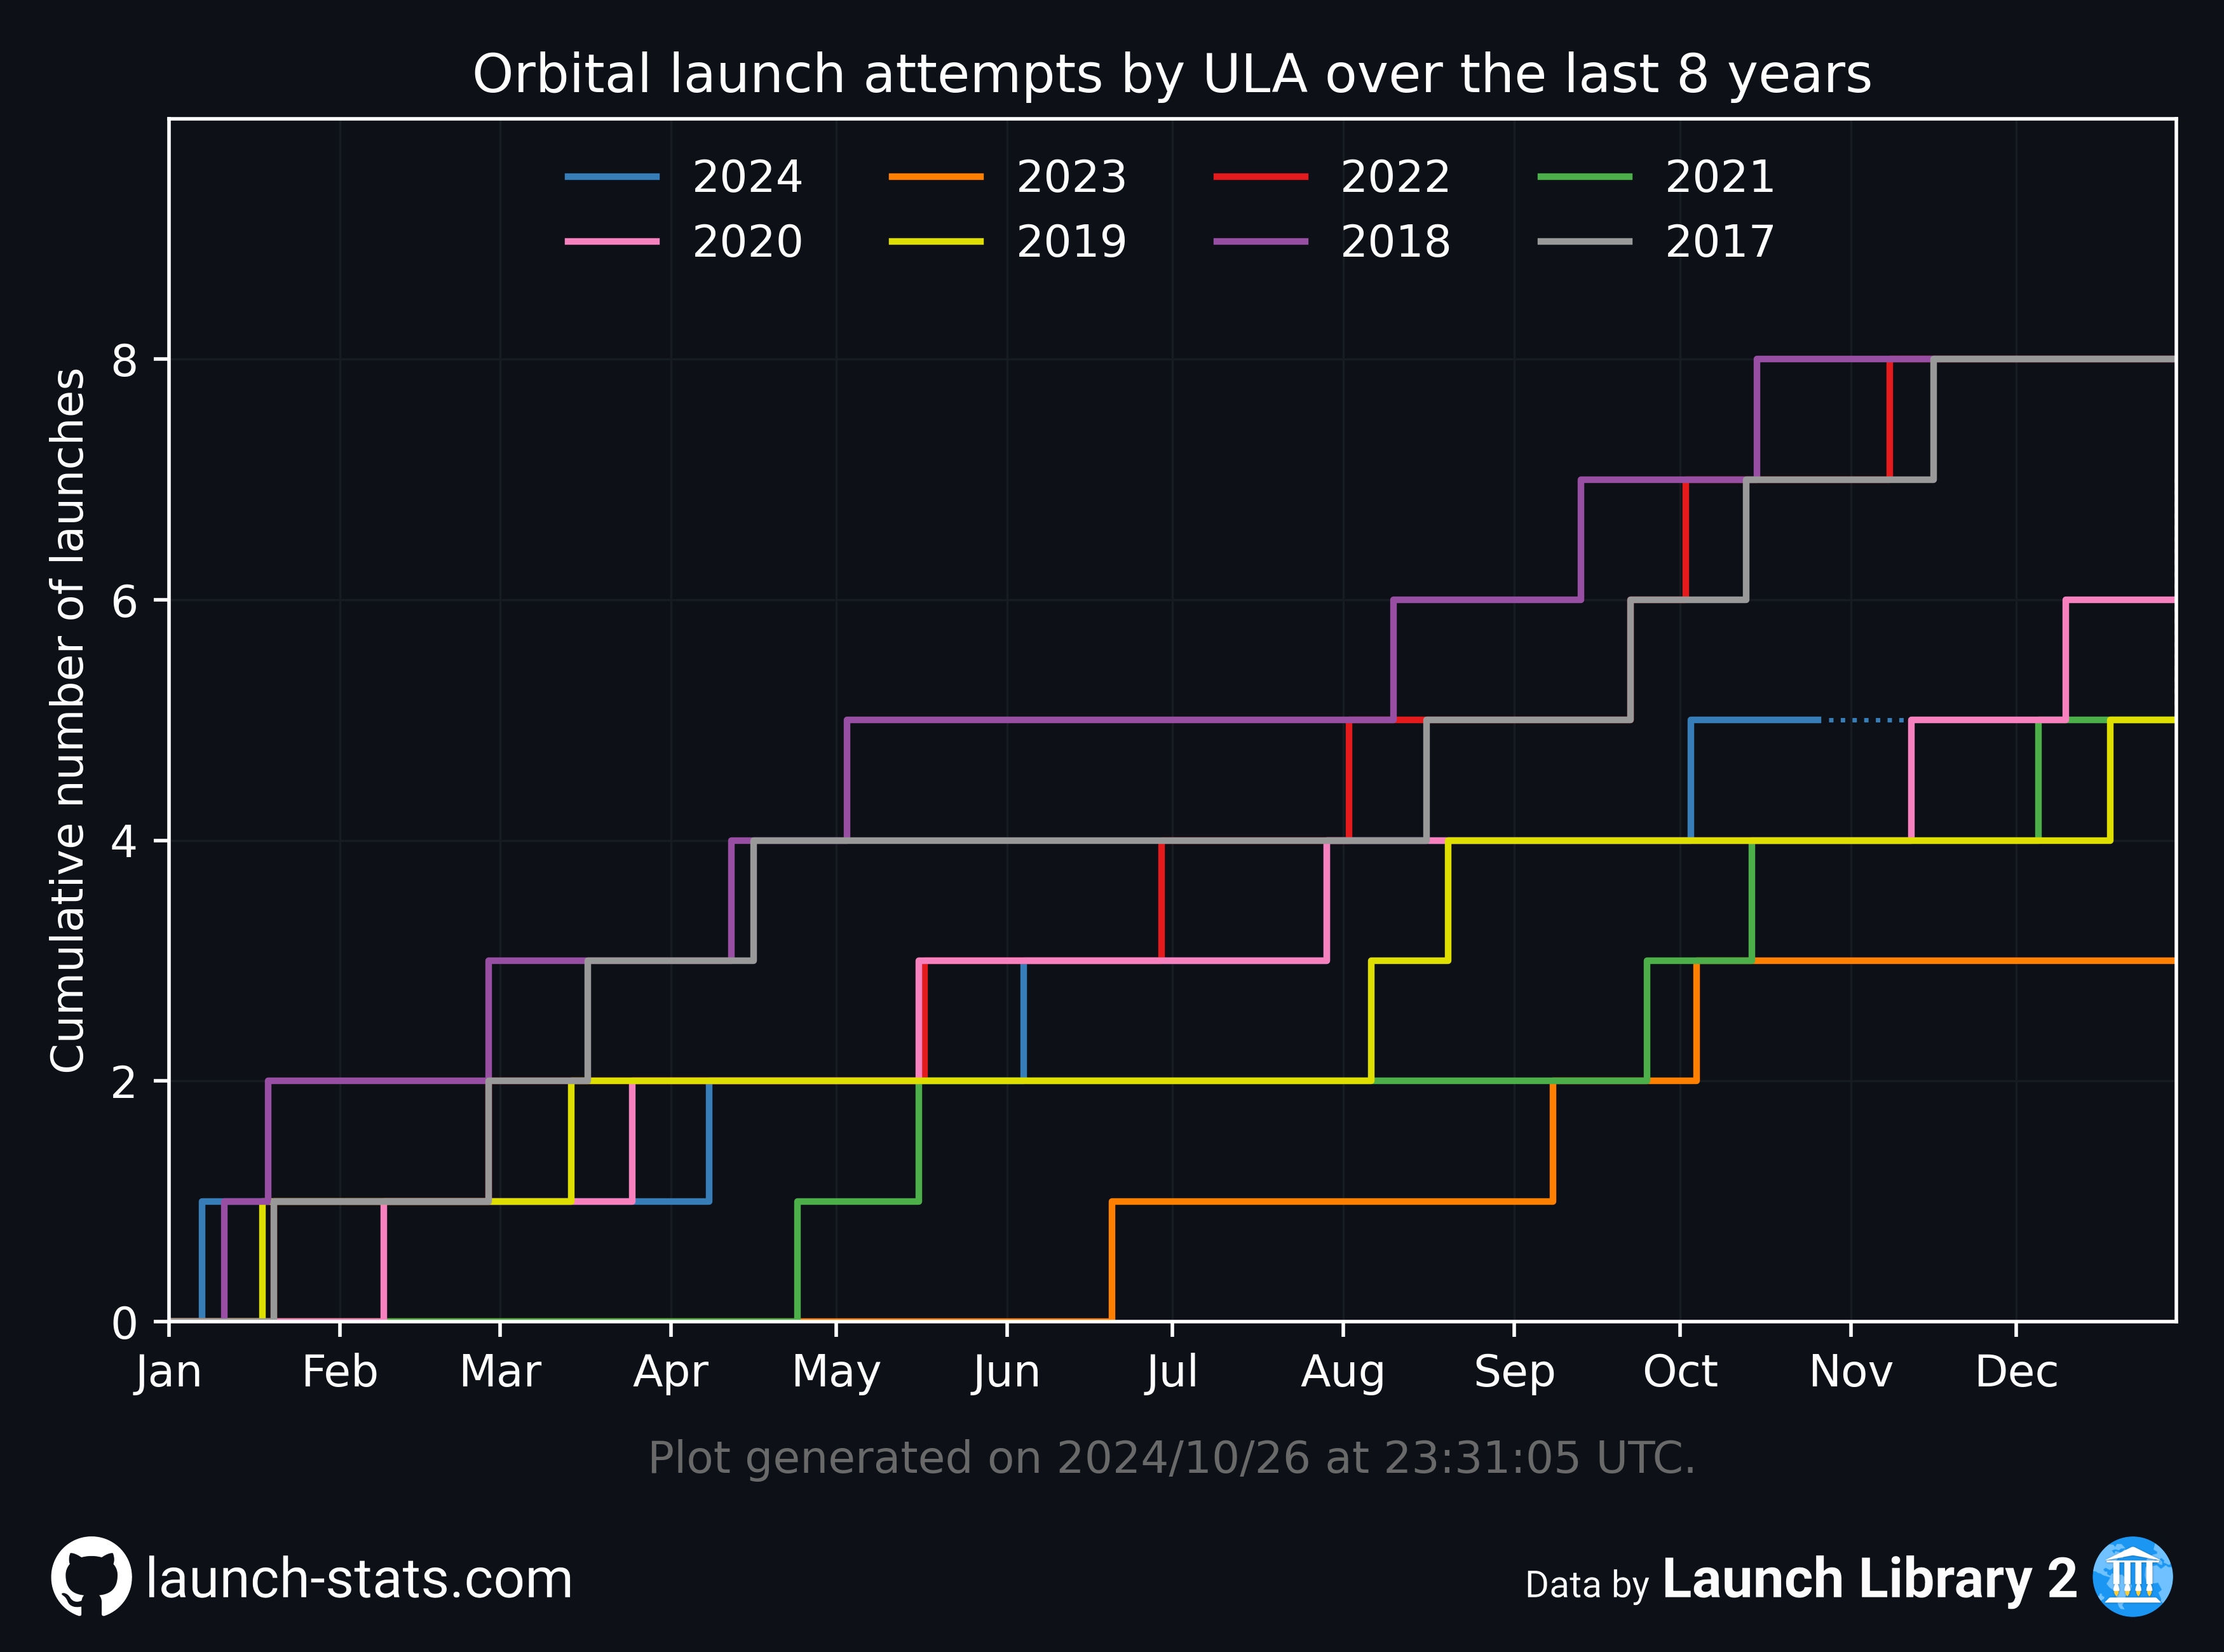 Orbital launch attempts by ULA over the last 8 years
2024 2023 2022 2021
2020 2019 2018 2017
Cumulative number of launches
8
6
4
2
0
Jan Feb Mar Apr May Jun Jul Aug Sep Oct Nov Dec
Plot generated on 2024/10/26 at 23:31:05 UTC.
launch-stats.com
Data by Launch Library 2